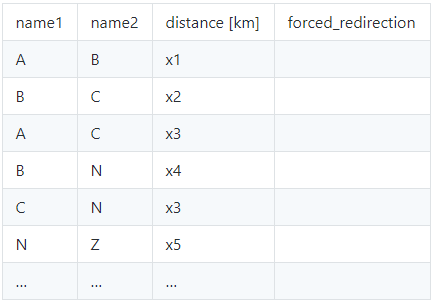 name1 name2 distance [km] forced_redirection
A B x1
B C x2
A C x3
B N x4
C N x3
N Z x5
... ... ...